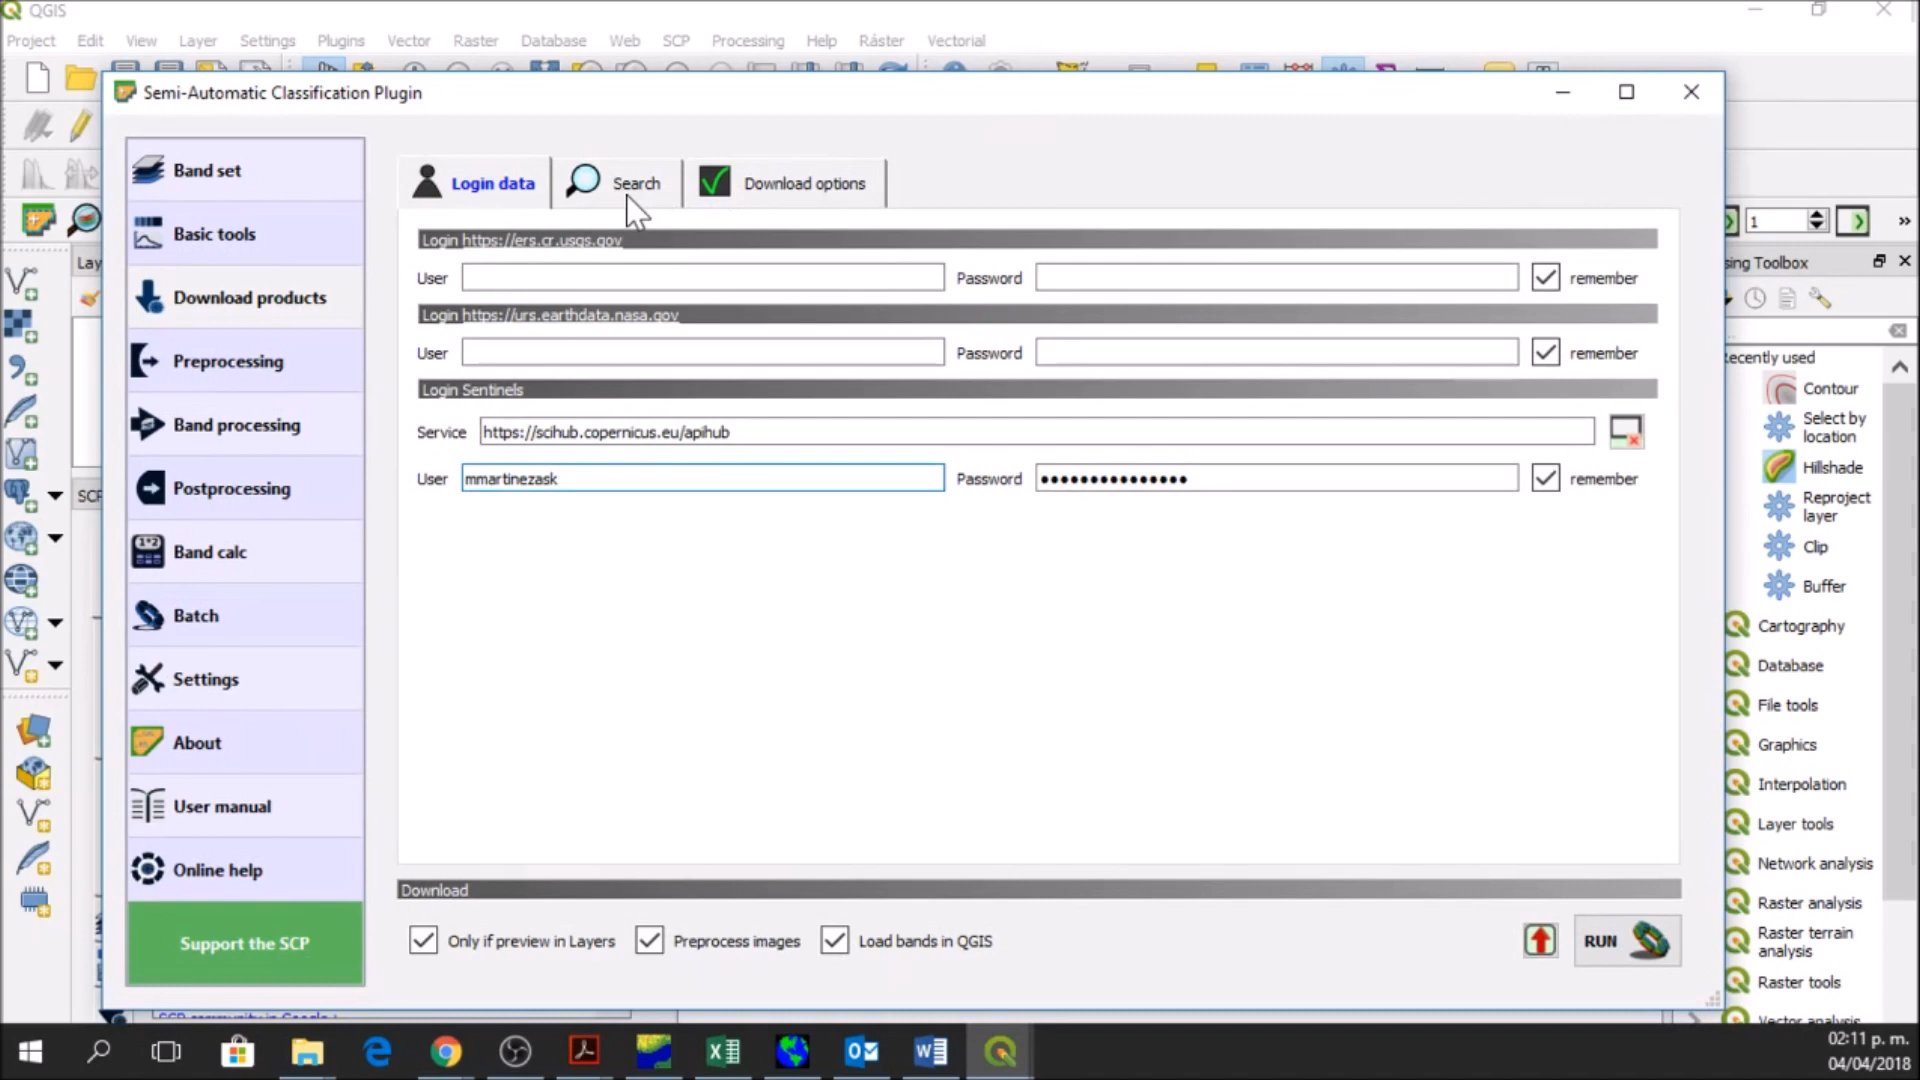 QGIS
Project Edit View Layer Settings Plugins Vector Raster Database Web SCP Processing Help Ráster Vectorial
Semi-Automatic Classification Plugin
Band set
Basic tools
Download products
Preprocessing
Band processing
Postprocessing
Band calc
Batch
Settings
About
User manual
Online help
Support the SCP
Login data Search Download options
Login https://ers.cr.usgs.gov
User Password remember
Login https://urs.earthdata.nasa.gov
User Password remember
Login Sentinels
Service https://scihub.copernicus.eu/apihub
User mmartinezask Password ••••••••••••••• remember
Download
Only if preview in Layers Preprocess images Load bands in QGIS RUN
Lay
SCP
1
sing Toolbox
ecently used
Contour
Select by
location
Hillshade
Reproject
layer
Clip
Buffer
Cartography
Database
File tools
Graphics
Interpolation
Layer tools
Network analysis
Raster analysis
Raster terrain
analysis
Raster tools
Vector analysis
02:11 p. m.
04/04/2018